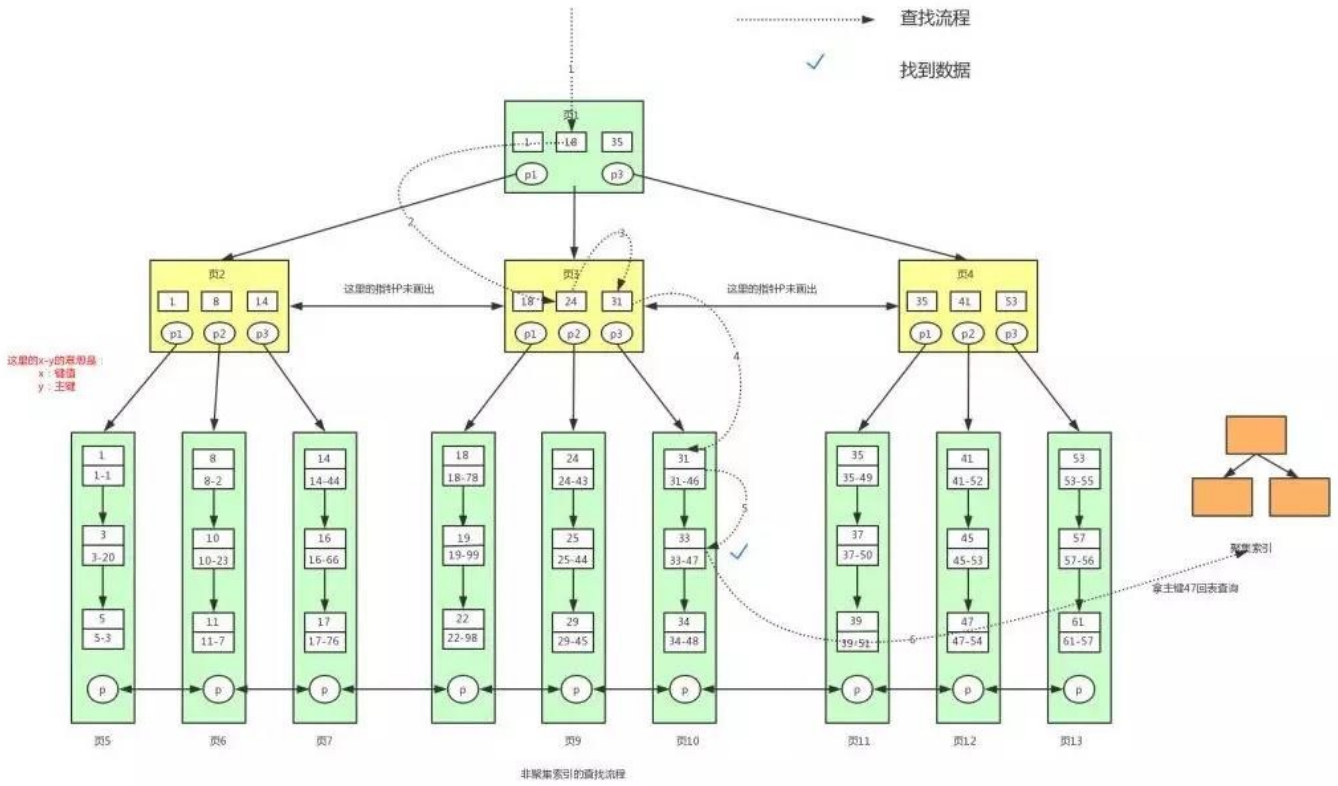 查找流程
找到数据
1
页1
1 18 35
p1 p3
2
3
页2
1 8 14
p1 p2 p3
这里的指针P未画出
页3
18 24 31
p1 p2 p3
这里的指针P未画出
页4
35 41 53
p1 p2 p3
4
这里的x-y的意思是:
x:键值
y:主键
1
1-1
3
3-20
5
5-3
p
页5
8
8-2
10
10-23
11
11-7
p
页6
14
14-44
16
16-66
17
17-76
p
页7
18
18-78
19
19-99
22
22-98
p
24
24-43
25
25-44
29
29-45
p
页9
31
31-46
33
33-47
34
34-48
p
页10
5
6
35
35-49
37
37-50
39
39-51
p
页11
41
41-52
45
45-53
47
47-54
p
页12
53
53-55
57
57-56
61
61-57
p
页13
聚集索引
拿主键47回表查询
非聚集索引的查找流程